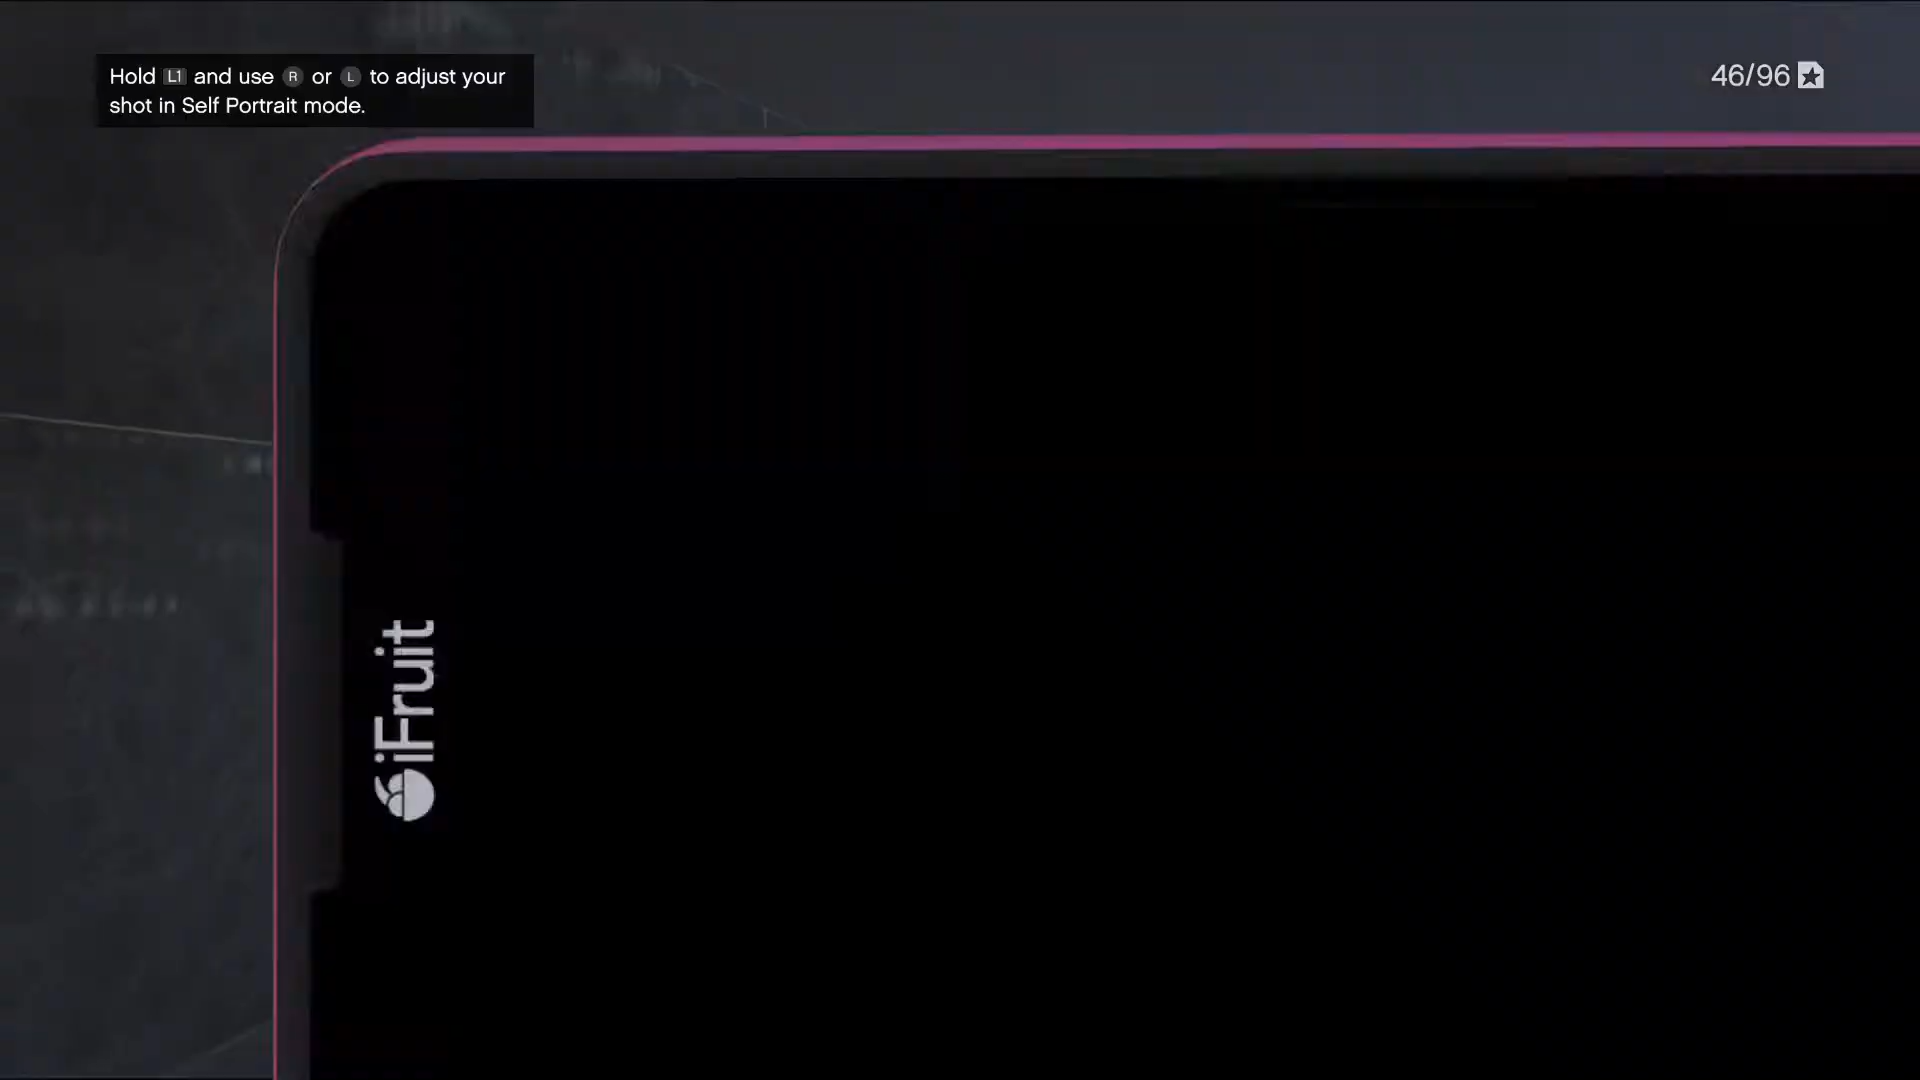 Hold L1 and use R or L to adjust your
shot in Self Portrait mode.
46/96
iFruit